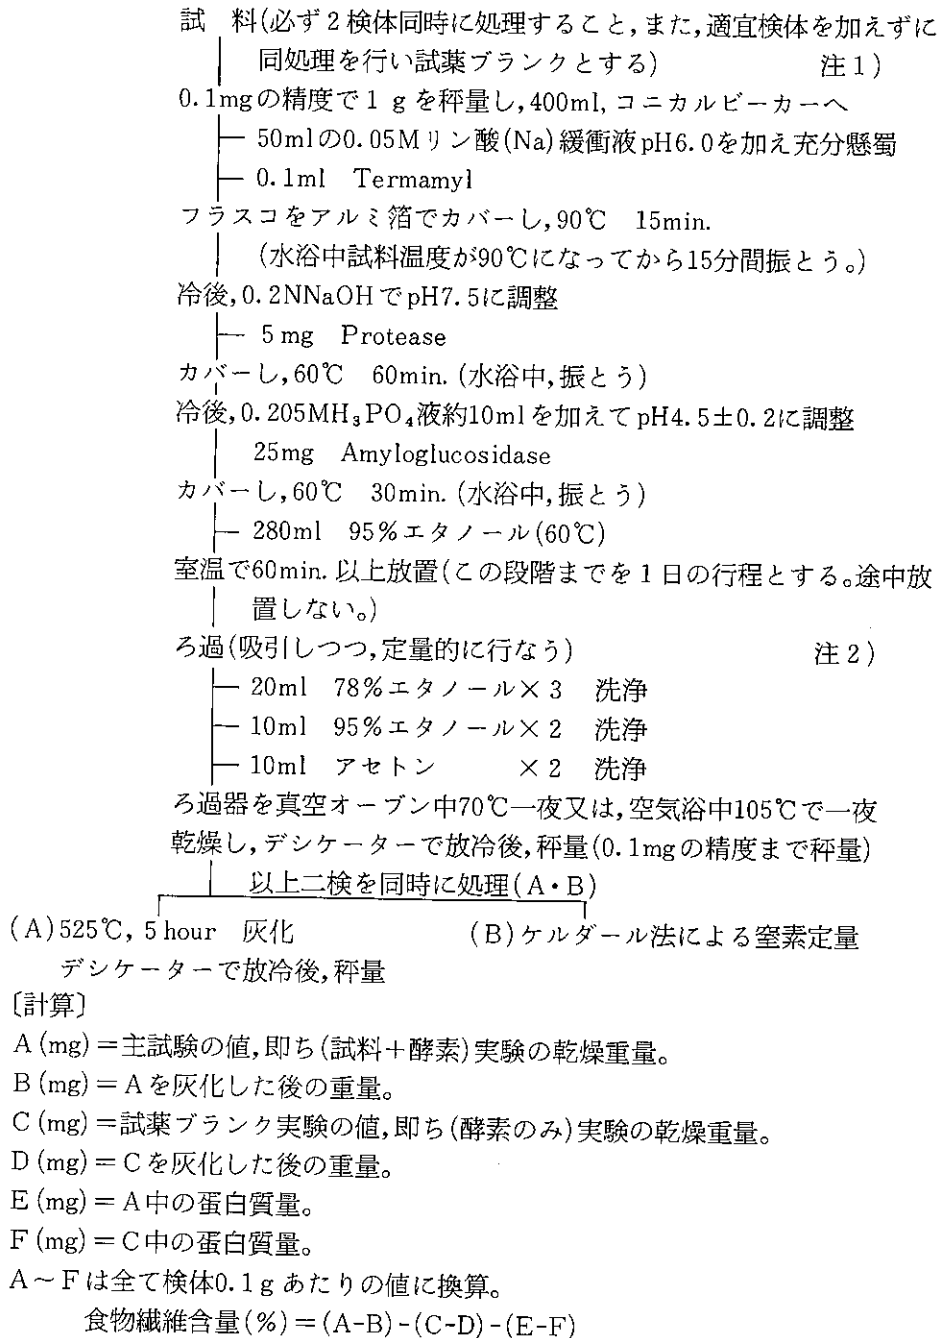 試　料(必ず2検体同時に処理すること,また,適宜検体を加えずに
同処理を行い試薬ブランクとする)　注1)
0.1mgの精度で1gを秤量し,400ml,コニカルビーカーへ
50mlの0.05Mリン酸(Na)緩衝液pH6.0を加え充分懸蜀
0.1ml　Termamyl
フラスコをアルミ箔でカバーし,90℃　15min.
(水浴中試料温度が90℃になってから15分間振とう。)
冷後,0.2NNaOHでpH7.5に調整
5mg　Protease
カバーし,60℃　60min.(水浴中,振とう)
冷後,0.205MH₃PO₄液約10mlを加えてpH4.5±0.2に調整
25mg　Amyloglucosidase
カバーし,60℃　30min.(水浴中,振とう)
280ml　95%エタノール(60℃)
室温で60min.以上放置(この段階までを1日の行程とする。途中放
置しない。)
ろ過(吸引しつつ,定量的に行なう)　注2)
20ml　78%エタノール×3　洗浄
10ml　95%エタノール×2　洗浄
10ml　アセトン　×2　洗浄
ろ過器を真空オーブン中70℃一夜又は,空気浴中105℃で一夜
乾燥し,デシケーターで放冷後,秤量(0.1mgの精度まで秤量)
以上二検を同時に処理(A・B)
(A)525℃,5hour　灰化　(B)ケルダール法による窒素定量
デシケーターで放冷後,秤量
〔計算〕
A(mg)=主試験の値,即ち(試料+酵素)実験の乾燥重量。
B(mg)=Aを灰化した後の重量。
C(mg)=試薬ブランク実験の値,即ち(酵素のみ)実験の乾燥重量。
D(mg)=Cを灰化した後の重量。
E(mg)=A中の蛋白質量。
F(mg)=C中の蛋白質量。
A~Fは全て検体0.1gあたりの値に換算。
食物繊維含量(%)=(A-B)-(C-D)-(E-F)